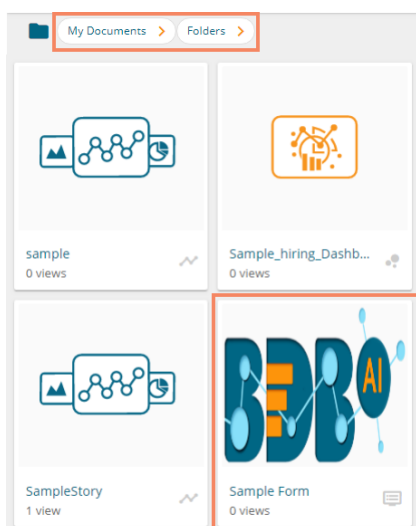 My Documents > Folders >
sample
0 views
Sample_hiring_Dashb...
0 views
BDB AI
SampleStory
1 view
Sample Form
0 views